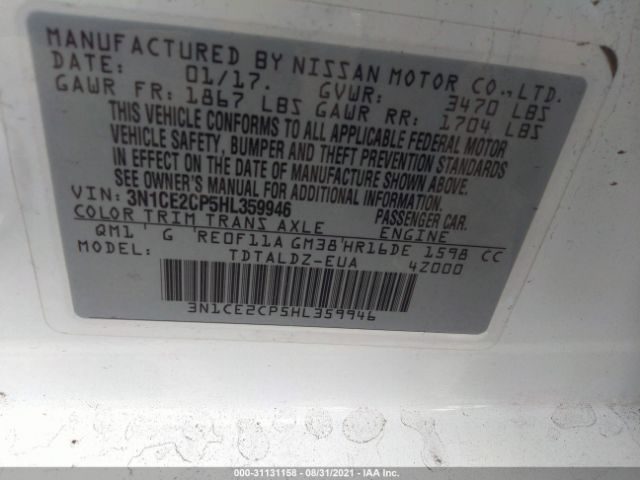 MANUFACTURED BY NISSAN MOTOR CO., LTD.
DATE: 01/17. GVWR: 3470 LBS
GAWR FR: 1867 LBS GAWR RR: 1704 LBS
THIS VEHICLE CONFORMS TO ALL APPLICABLE FEDERAL MOTOR
VEHICLE SAFETY, BUMPER AND THEFT PREVENTION STANDARDS
IN EFFECT ON THE DATE OF MANUFACTURE SHOWN ABOVE.
SEE OWNER'S MANUAL FOR ADDITIONAL INFORMATION.
VIN: 3N1CE2CP5HL359946 PASSENGER CAR.
COLOR TRIM TRANS AXLE ENGINE
QM1 ' G 'RE0F11A GM38'HR16DE 1598 CC
MODEL: TDTALDZ-EUA 4Z000
3N1CE2CP5HL359946
000-31131158 - 08/31/2021 - IAA Inc.